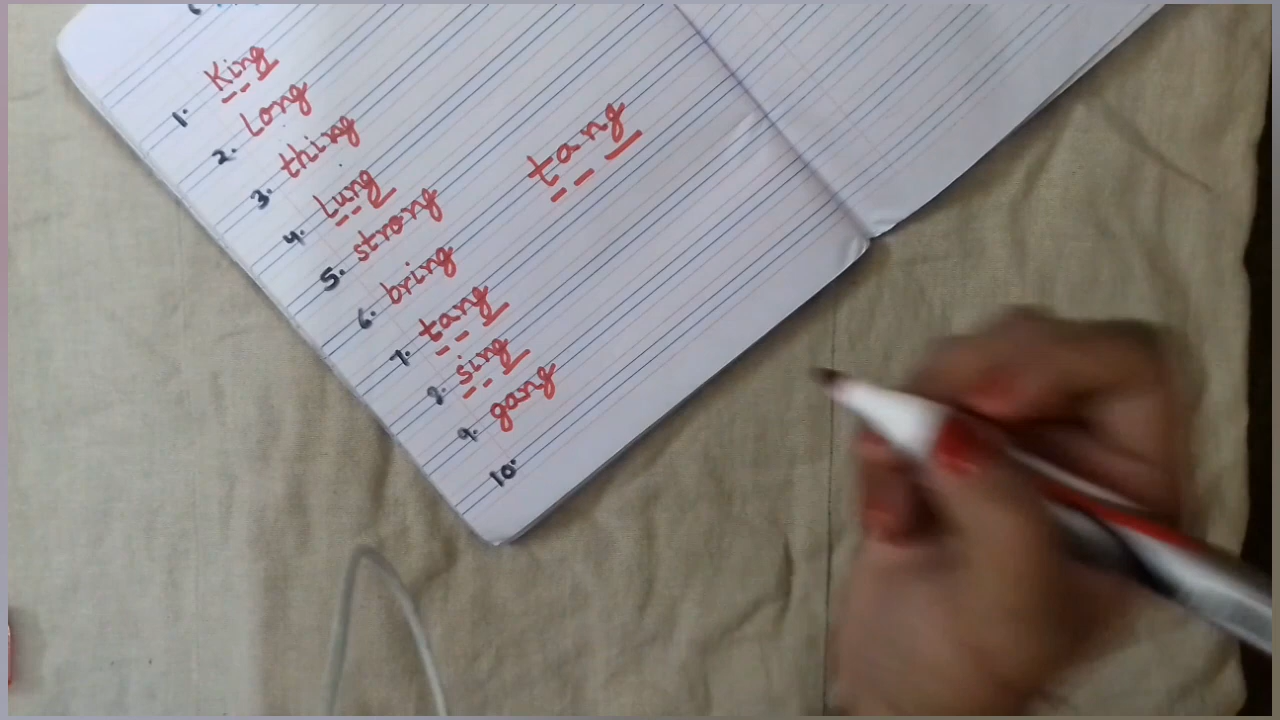 1. King
2. Long
3. thing
4. Lung
5. strong
6. bring
7. tang
8. sing
9. gang
10.
tang